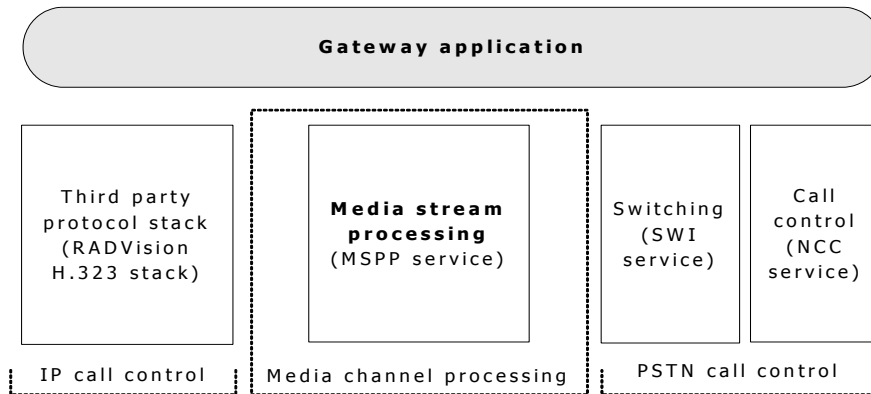 Gateway application
Third party
protocol stack
(RADVision
H.323 stack)
Media stream
processing
(MSPP service)
Switching
(SWI
service)
Call
control
(NCC
service)
IP call control
Media channel processing
PSTN call control